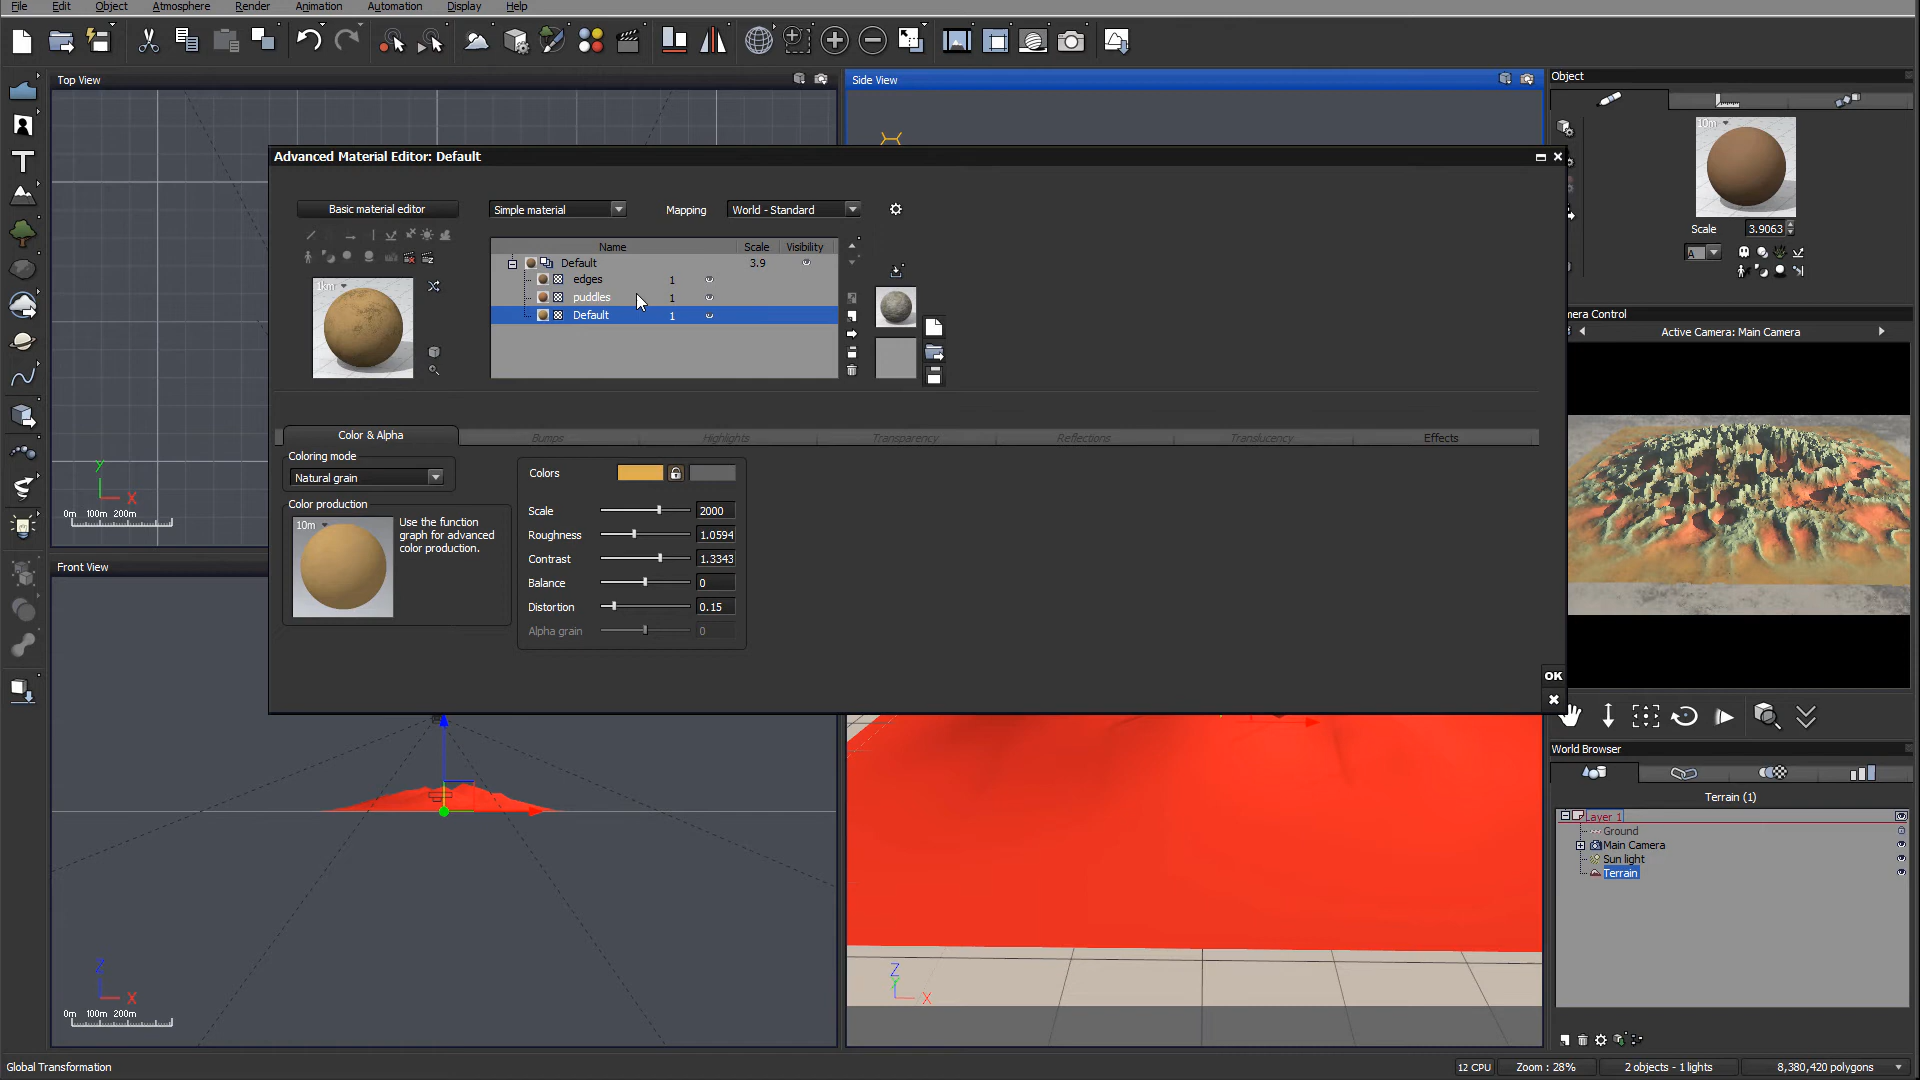 File Edit Object Atmosphere Render Animation Automation Display Help
Top View
Side View
Object
10m
Scale 3.9063
A
Advanced Material Editor: Default
Basic material editor
Simple material
Mapping
World - Standard
Name Scale Visibility
Default 3.9
edges 1
puddles 1
Default 1
1km
Color & Alpha Bumps Highlights Transparency Reflections Translucency Effects
Coloring mode
Natural grain
Color production
10m
Use the function
graph for advanced
color production.
Colors
Scale 2000
Roughness 1.0594
Contrast 1.3343
Balance 0
Distortion 0.15
Alpha grain 0
OK
mera Control
Active Camera: Main Camera
Y
X
0m 100m 200m
Front View
Z
X
0m 100m 200m
Z
Y
X
World Browser
Terrain (1)
Layer 1
Ground
Main Camera
Sun light
Terrain
Global Transformation
12 CPU
Zoom : 28%
2 objects - 1 lights
8,380,420 polygons